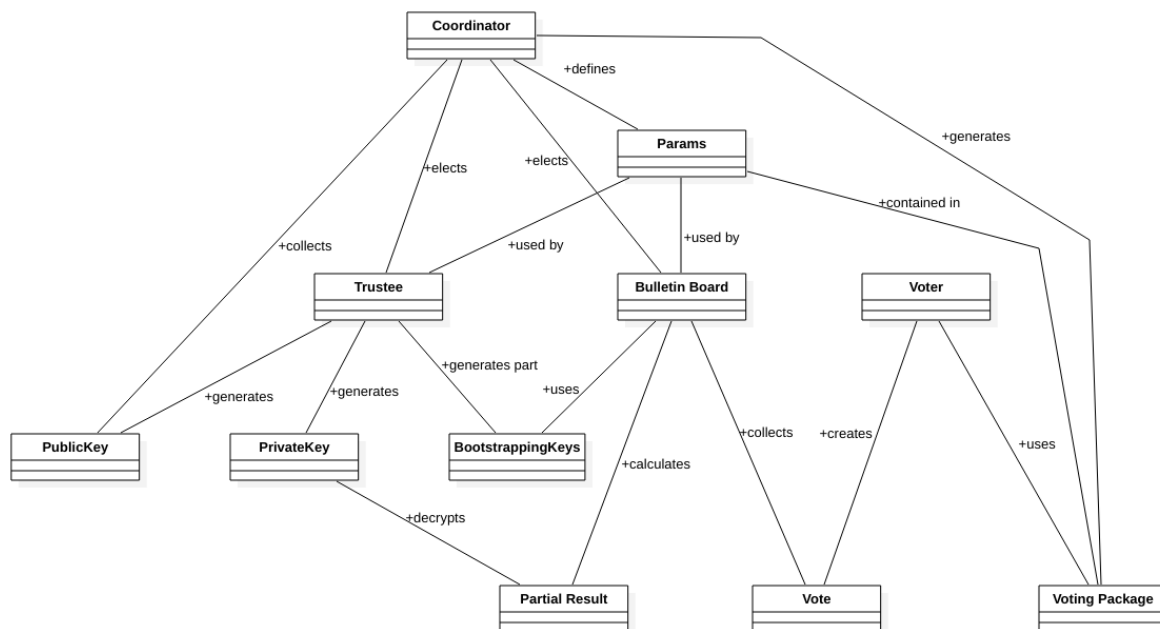 Coordinator
+defines
+generates
Params
+elects
+elects
+contained in
+collects
+used by
+used by
Trustee
Bulletin Board
Voter
+generates part
+generates
+generates
+uses
PublicKey
PrivateKey
BootstrappingKeys
+collects
+creates
+uses
+calculates
+decrypts
Partial Result
Vote
Voting Package